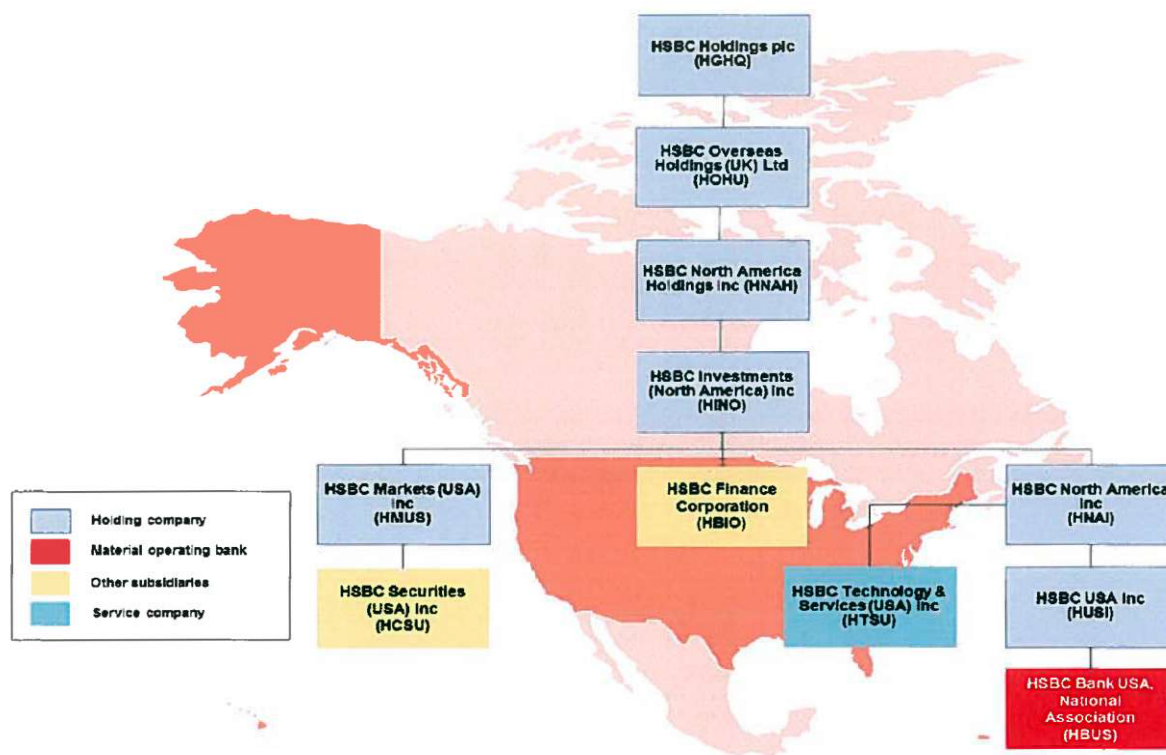 HSBC Holdings plc
(HGHQ)
HSBC Overseas
Holdings (UK) Ltd
(HOHU)
HSBC North America
Holdings Inc (HNAH)
HSBC Investments
(North America) Inc
(HINO)
HSBC Markets (USA)
Inc
(HMUS)
HSBC Finance
Corporation
(HBIO)
HSBC North America
Inc
(HNAI)
HSBC Securities
(USA) Inc
(HCSU)
HSBC Technology &
Services (USA) Inc
(HTSU)
HSBC USA Inc
(HUSI)
HSBC Bank USA,
National
Association
(HBUS)
Holding company
Material operating bank
Other subsidiaries
Service company